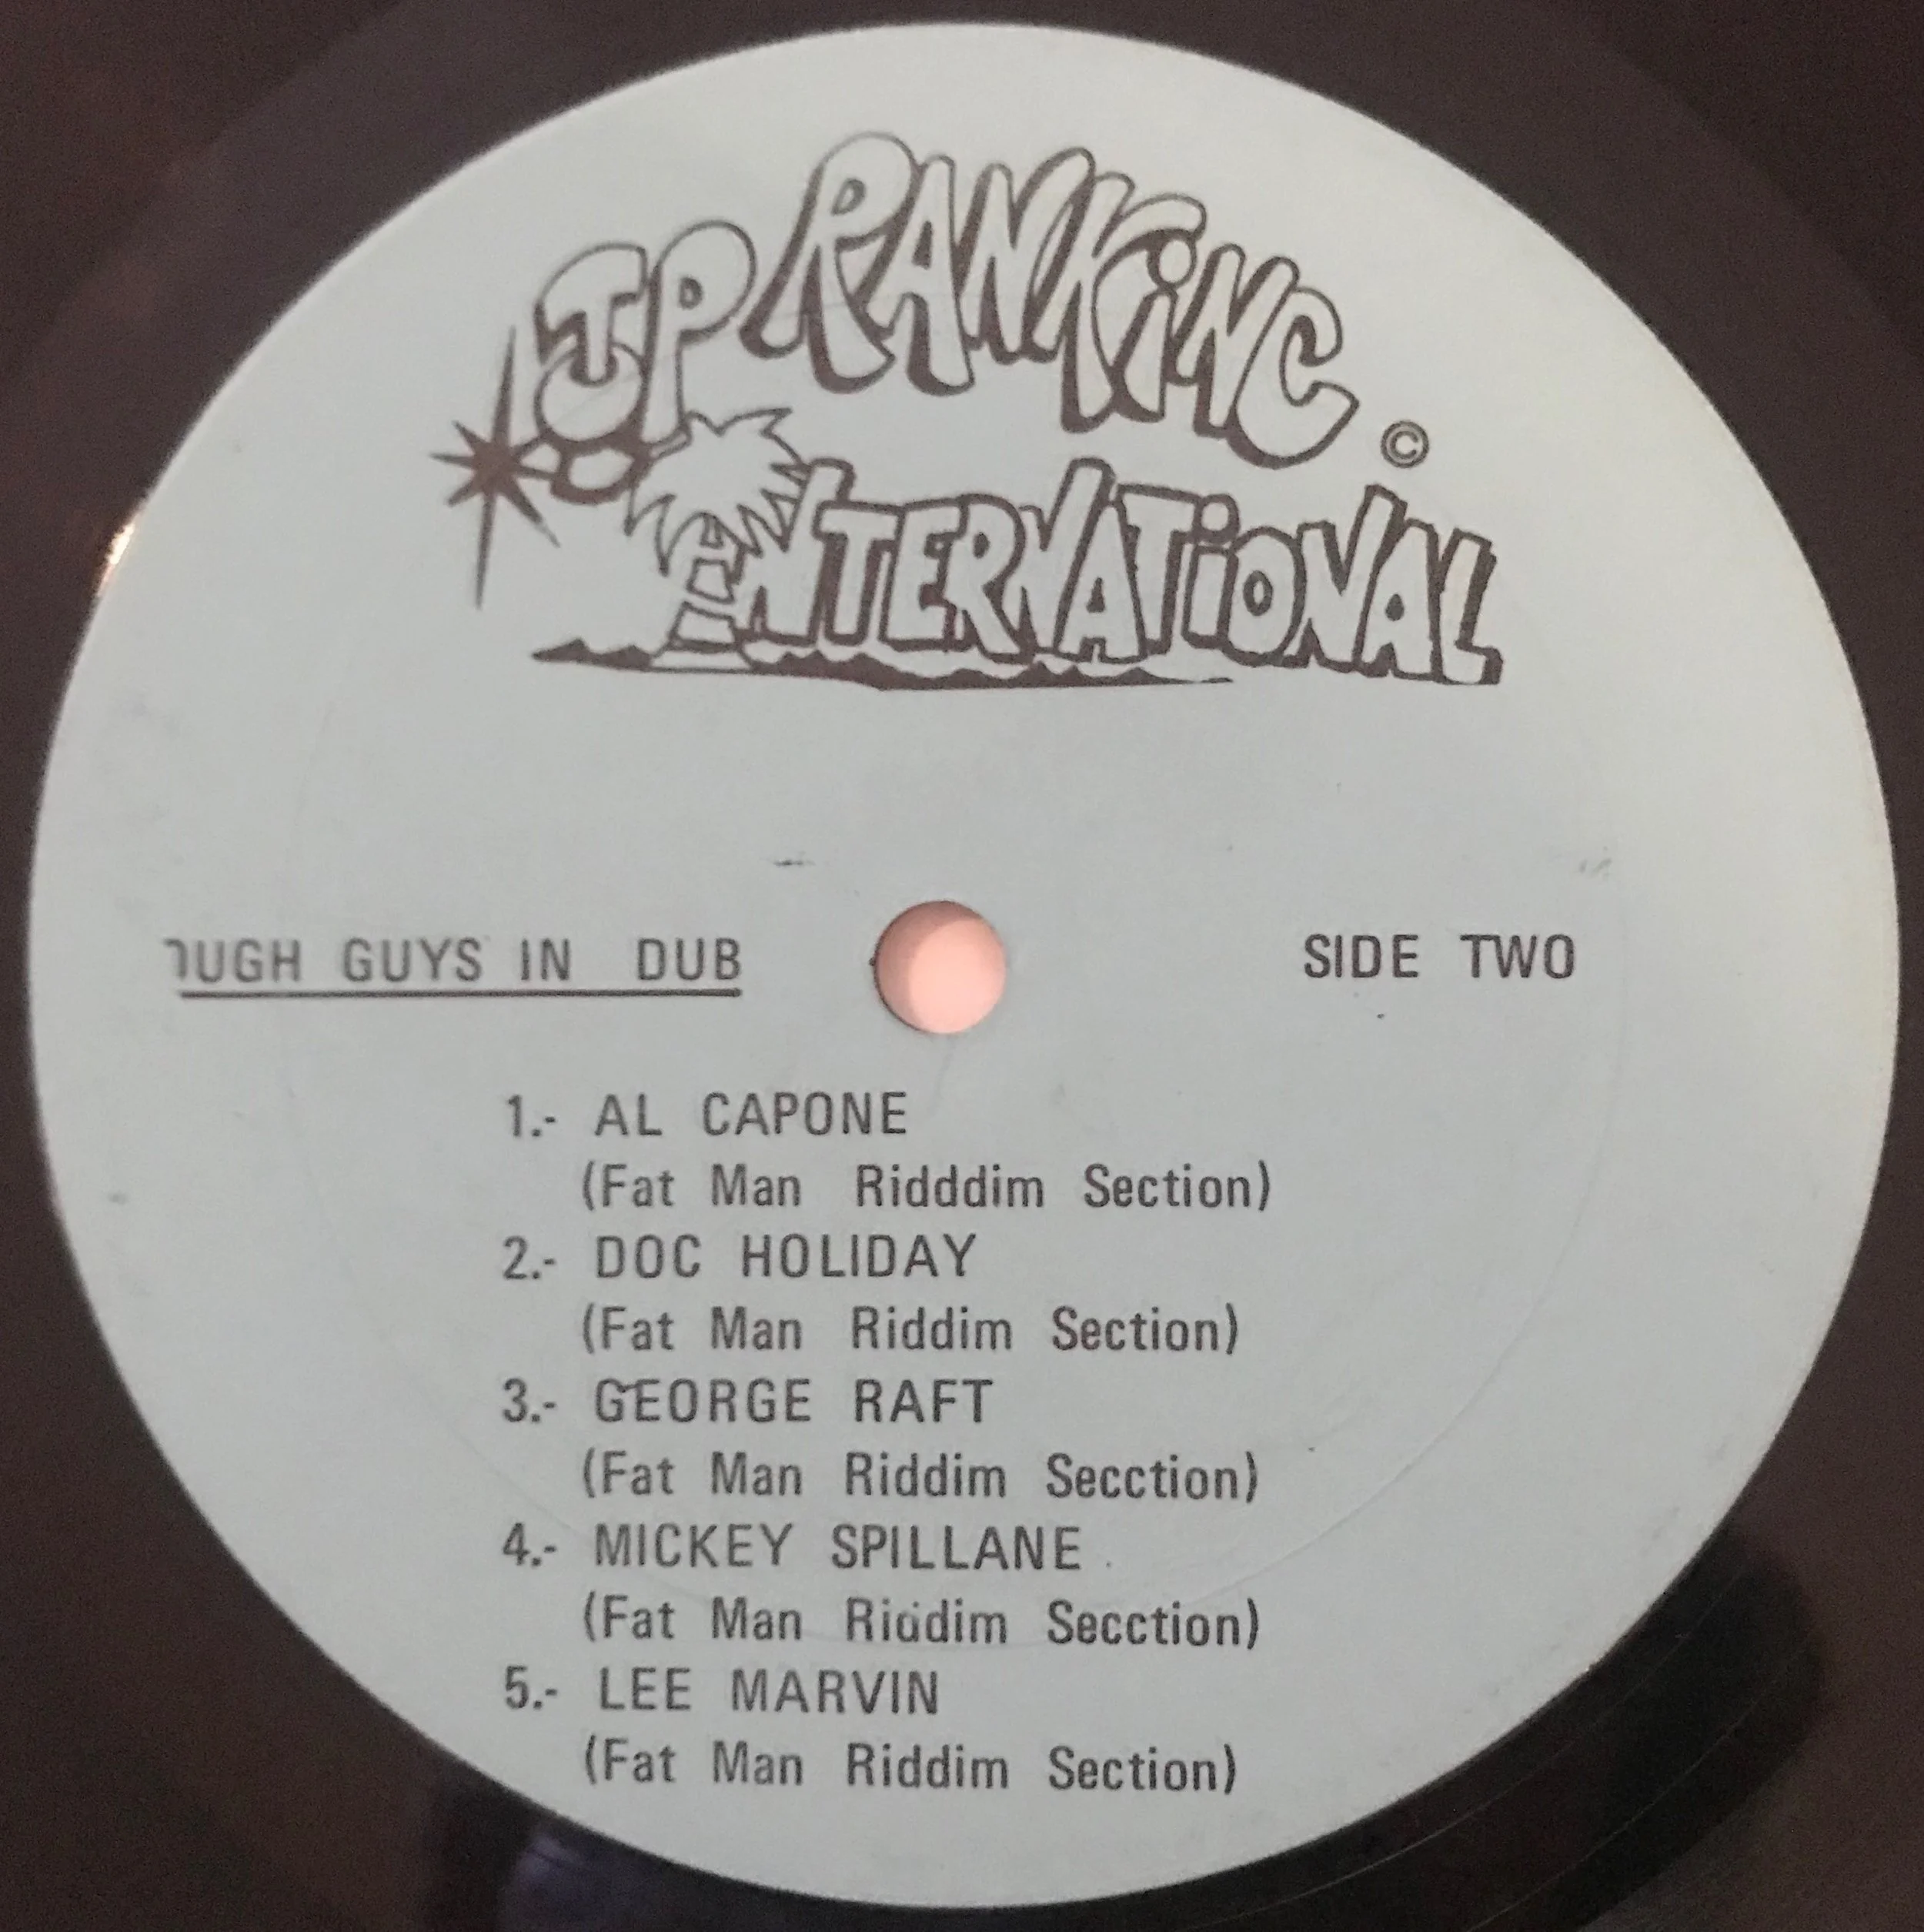 TOP RANKING
©
INTERNATIONAL
OUGH GUYS IN DUB
SIDE TWO
1.- AL CAPONE
(Fat Man Ridddim Section)
2.- DOC HOLIDAY
(Fat Man Riddim Section)
3.- GEORGE RAFT
(Fat Man Riddim Secction)
4.- MICKEY SPILLANE
(Fat Man Riddim Secction)
5.- LEE MARVIN
(Fat Man Riddim Section)